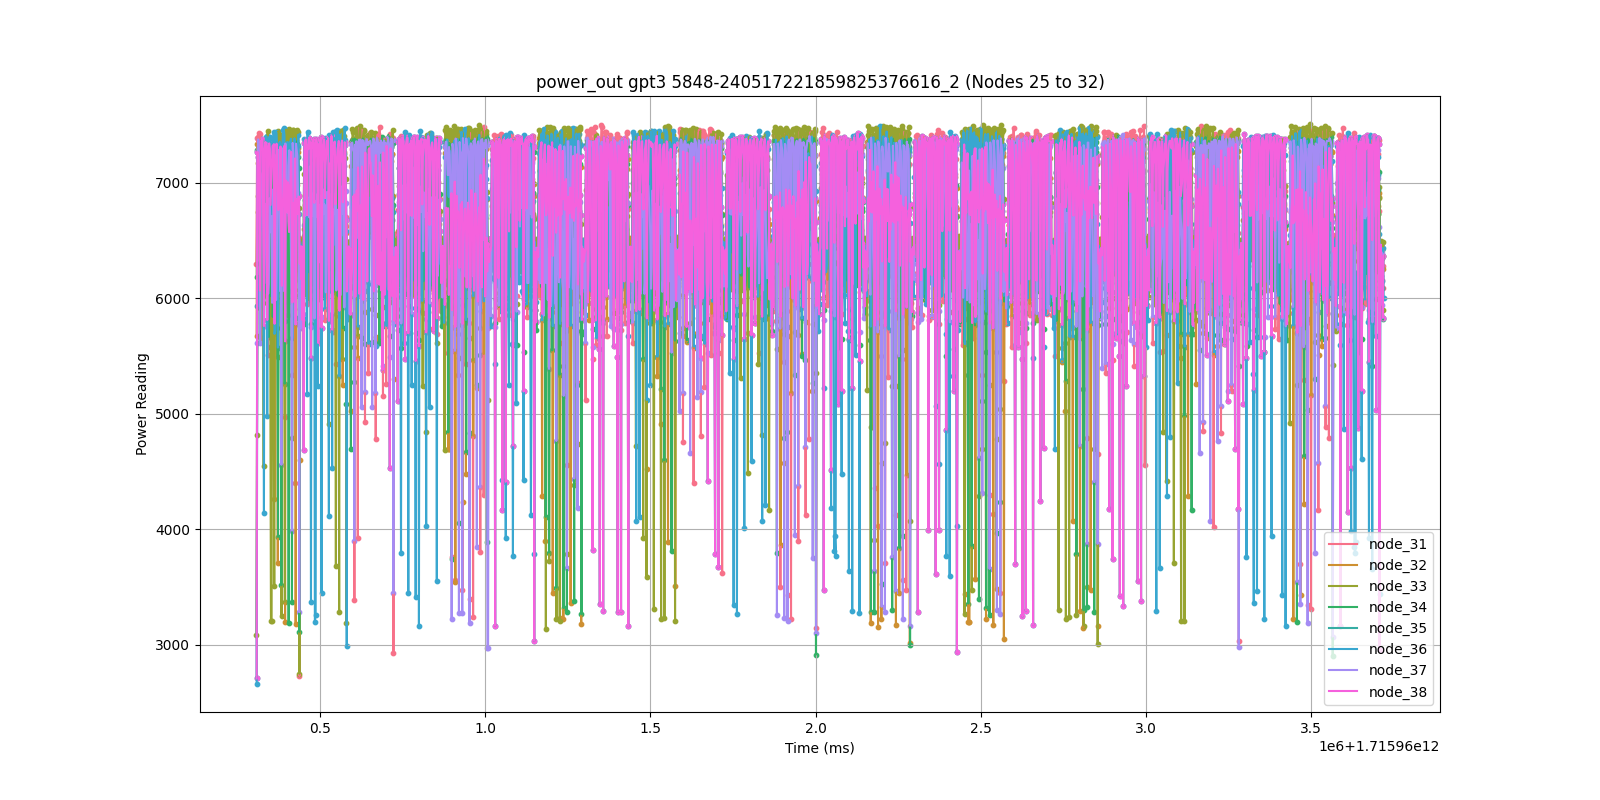 power_out gpt3 5848-240517221859825376616_2 (Nodes 25 to 32)
Power Reading
7000
6000
5000
4000
3000
0.5
1.0
1.5
2.0
2.5
3.0
3.5
Time (ms)
1e6+1.71596e12
node_31
node_32
node_33
node_34
node_35
node_36
node_37
node_38